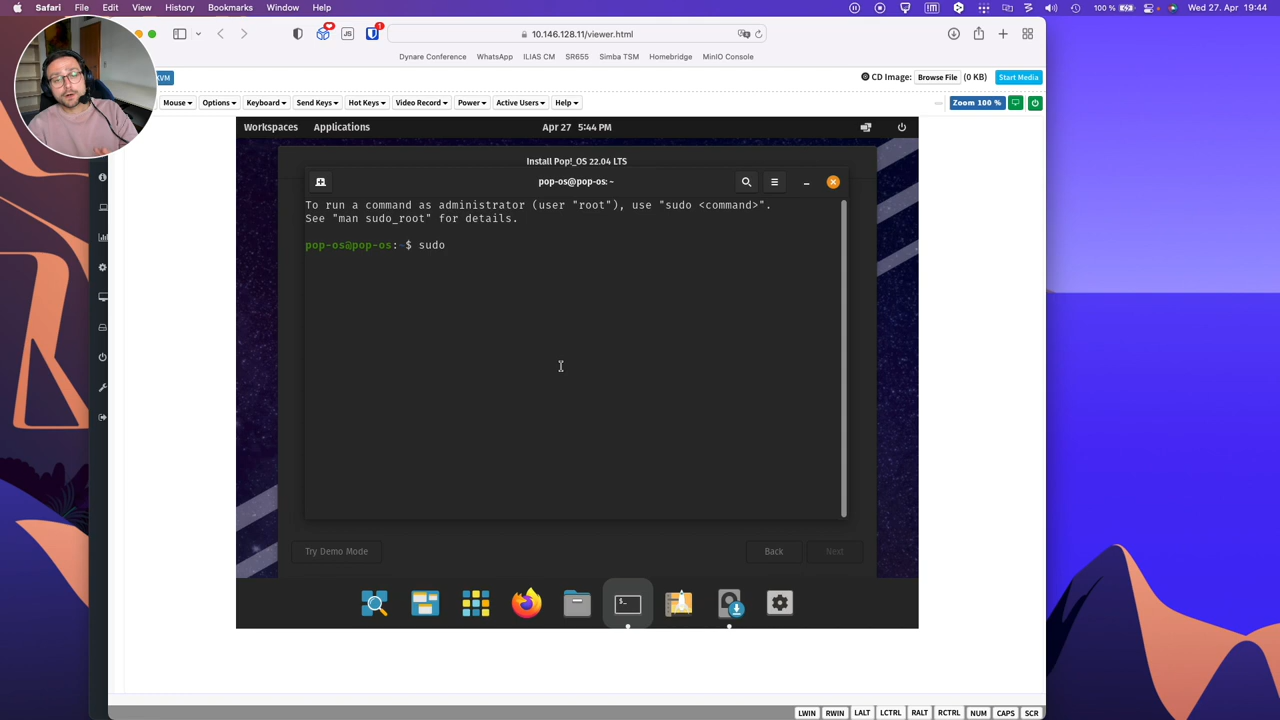 Safari File Edit View History Bookmarks Window Help 100 % Wed 27. Apr 19:44
10.146.128.11/viewer.html
Dynare Conference WhatsApp ILIAS CM SR655 Simba TSM Homebridge MinIO Console
KVM CD Image: Browse File (0 KB) Start Media
Mouse Options Keyboard Send Keys Hot Keys Video Record Power Active Users Help Zoom 100 %
Workspaces Applications Apr 27 5:44 PM
Install Pop!_OS 22.04 LTS
pop-os@pop-os: ~
To run a command as administrator (user "root"), use "sudo <command>".
See "man sudo_root" for details.
pop-os@pop-os:~$ sudo
Try Demo Mode Back Next
LWIN RWIN LALT LCTRL RALT RCTRL NUM CAPS SCR